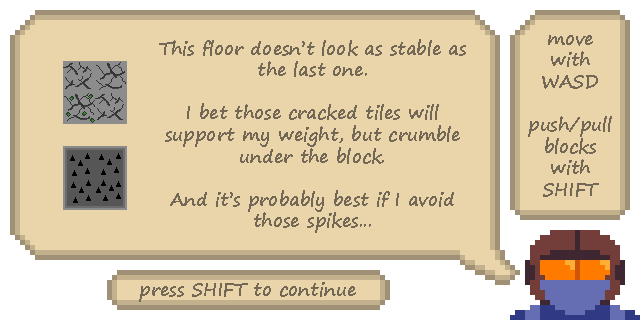 This floor doesn't look as stable as
the last one.
I bet those cracked tiles will
support my weight, but crumble
under the block.
And it's probably best if I avoid
those spikes...
move
with
WASD
push/pull
blocks
with
SHIFT
press SHIFT to continue